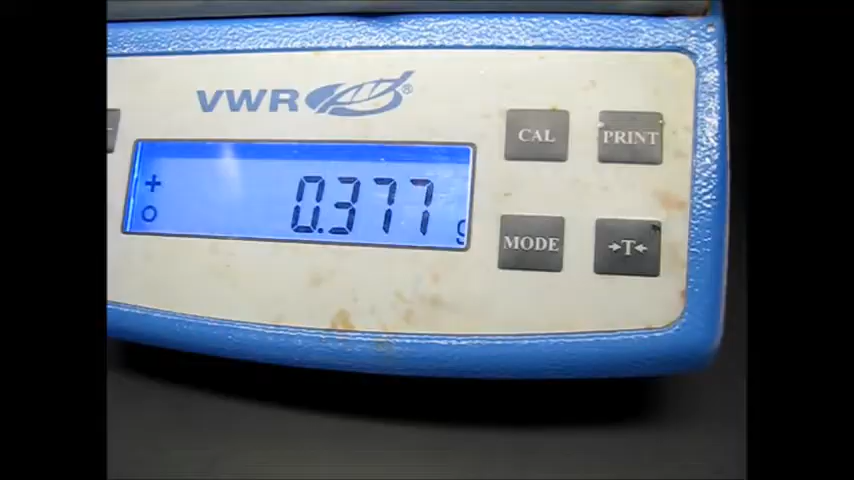 VWR®
CAL
PRINT
+
0.377
g
MODE
→T←